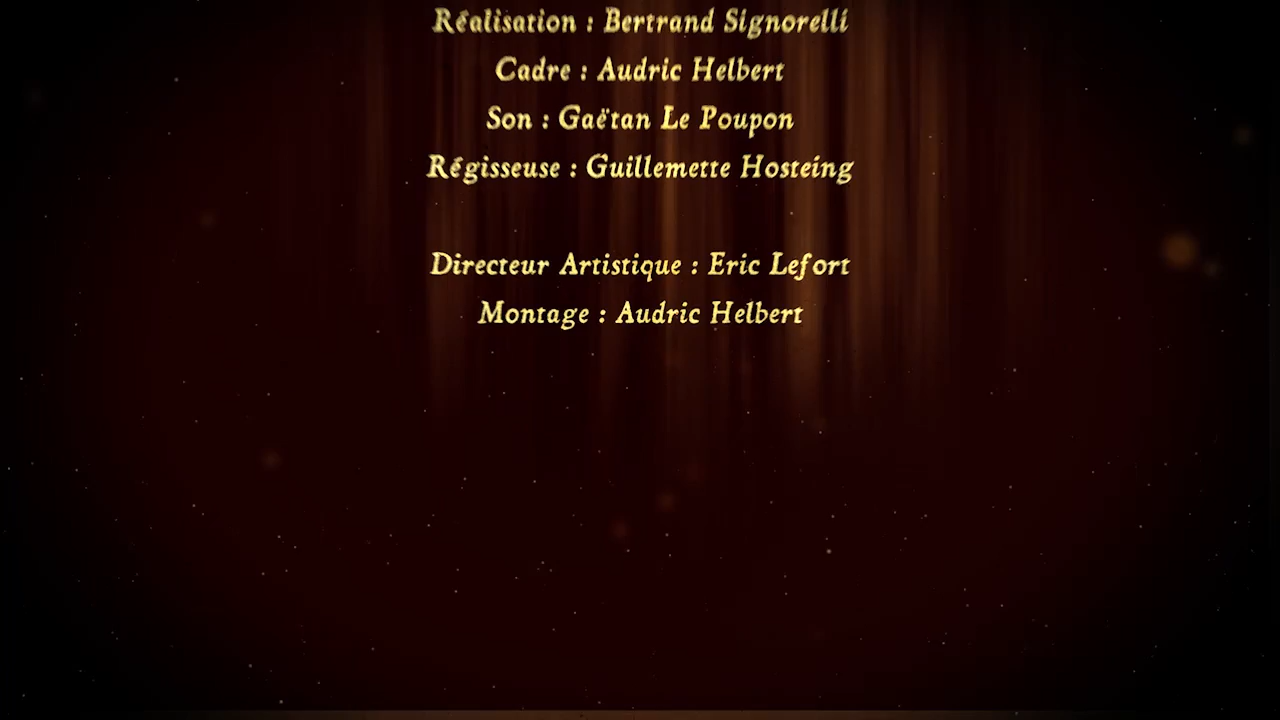 Réalisation : Bertrand Signorelli
Cadre : Audric Helbert
Son : Gaëtan Le Poupon
Régisseuse : Guillemette Hosteing
Directeur Artistique : Eric Lefort
Montage : Audric Helbert